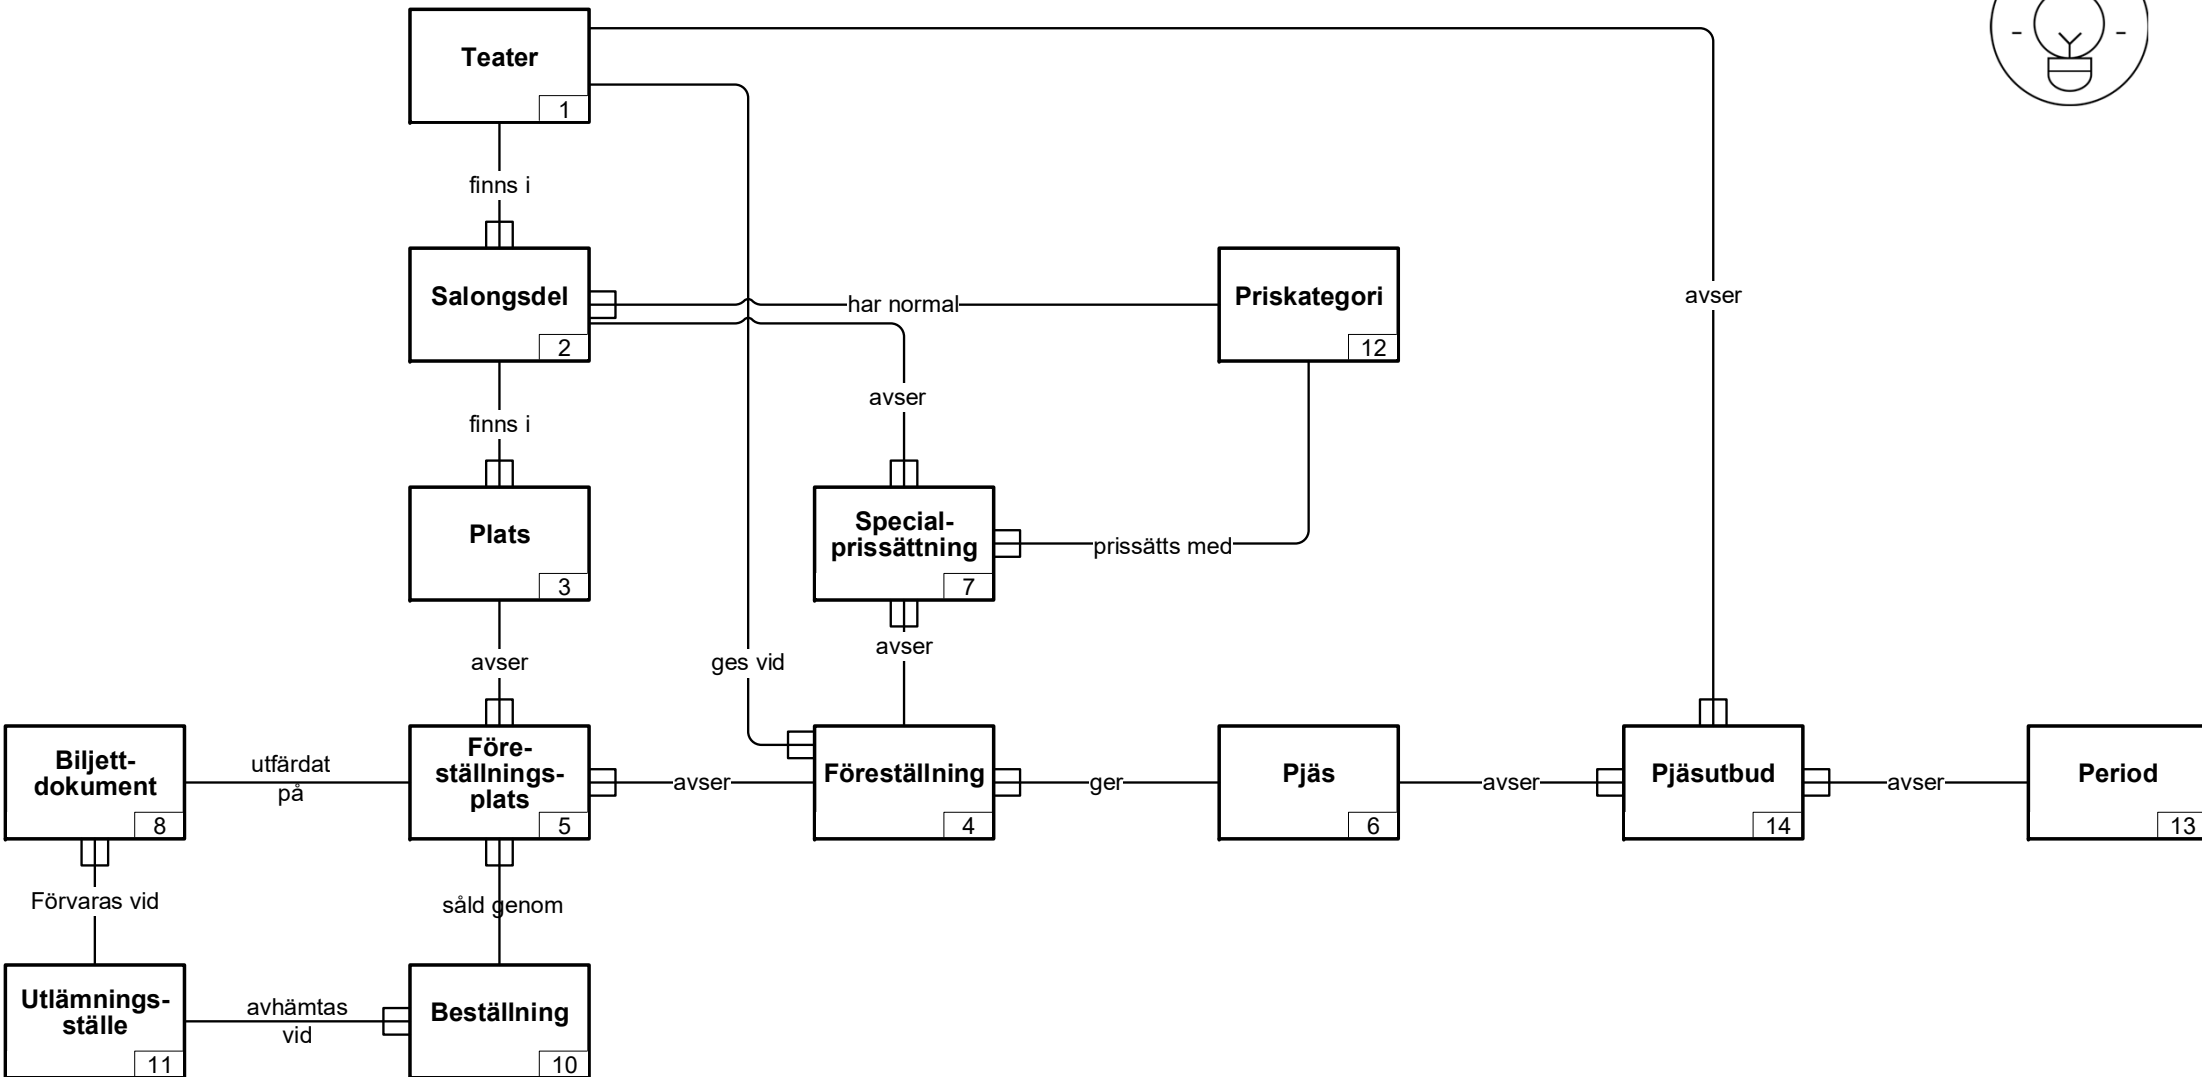 Teater
1
finns i
avser
Salongsdel
2
har normal
Priskategori
12
avser
finns i
Plats
3
Special-
prissättning
7
prissätts med
avser
ges vid
avser
Biljett-
dokument
8
utfärdat
på
Före-
ställnings-
plats
5
avser
Föreställning
4
ger
Pjäs
6
avser
Pjäsutbud
14
avser
Period
13
Förvaras vid
såld genom
Utlämnings-
ställe
11
avhämtas
vid
Beställning
10